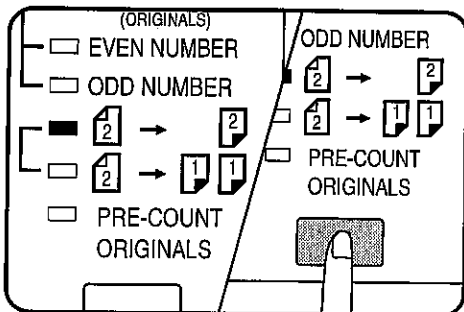 (ORIGINALS)
EVEN NUMBER
ODD NUMBER
2 → 2
2 → 1 1
PRE-COUNT
ORIGINALS
ODD NUMBER
2 → 2
2 → 1 1
PRE-COUNT
ORIGINALS